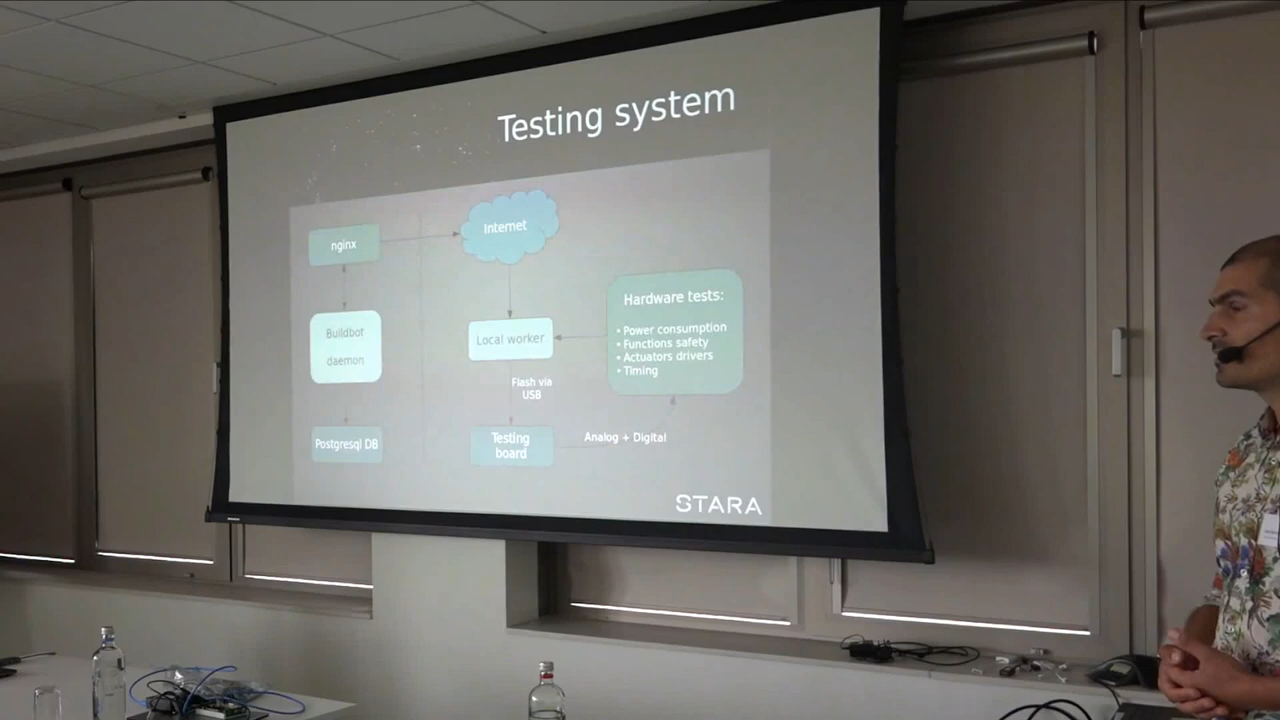 Testing system
nginx
Internet
Buildbot
daemon
Local worker
Hardware tests:
• Power consumption
• Functions safety
• Actuators drivers
• Timing
Flash via
USB
Postgresql DB
Testing
board
Analog + Digital
STARA